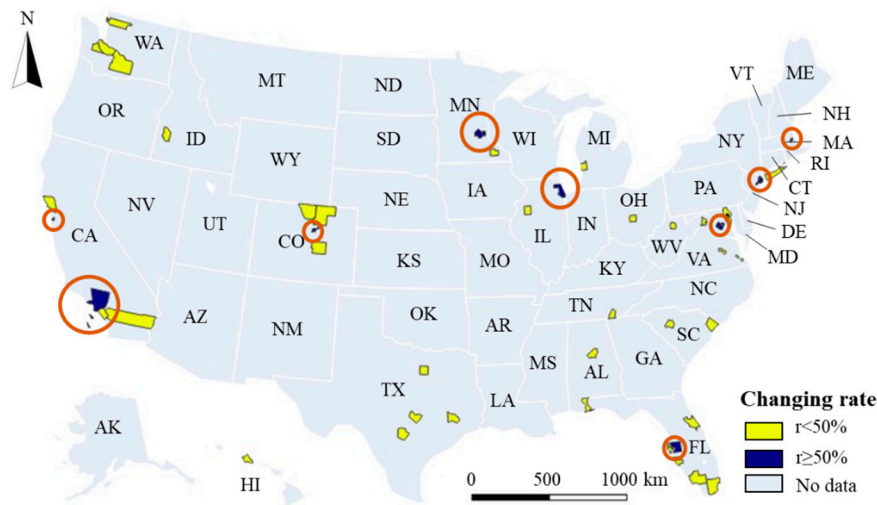 N
WA
MT
ND
MN
VT
ME
OR
ID
SD
WI
MI
NY
NH
MA
RI
WY
NE
IA
PA
CT
NJ
NV
UT
CO
IL
IN
OH
DE
CA
KS
MO
WV
VA
MD
KY
AZ
NM
OK
AR
TN
NC
SC
MS
AL
GA
TX
LA
AK
HI
FL
Changing rate
r<50%
r≥50%
No data
0 500 1000 km